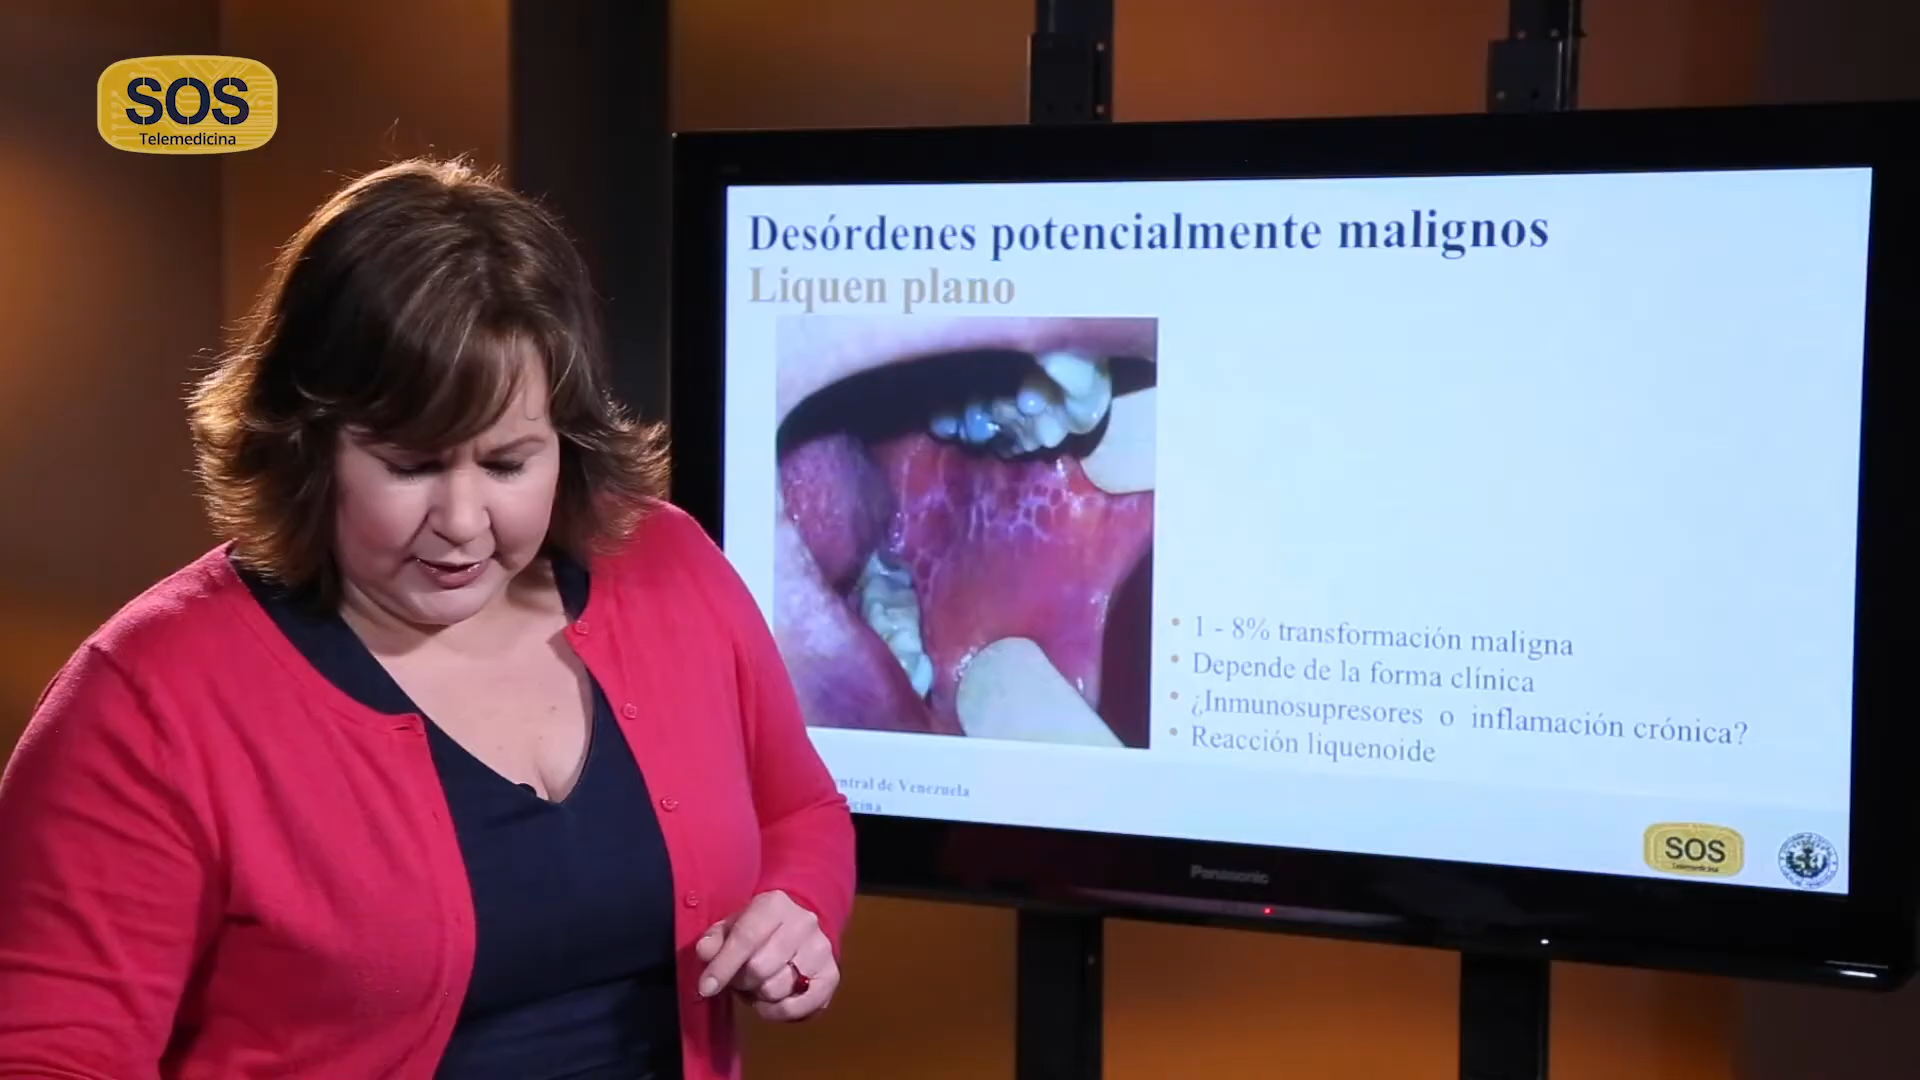 SOS
Telemedicina
Desórdenes potencialmente malignos
Liquen plano
1 - 8% transformación maligna
Depende de la forma clínica
¿Inmunosupresores o inflamación crónica?
Reacción liquenoide
de Venezuela
Panasonic
SOS
Telemedicina